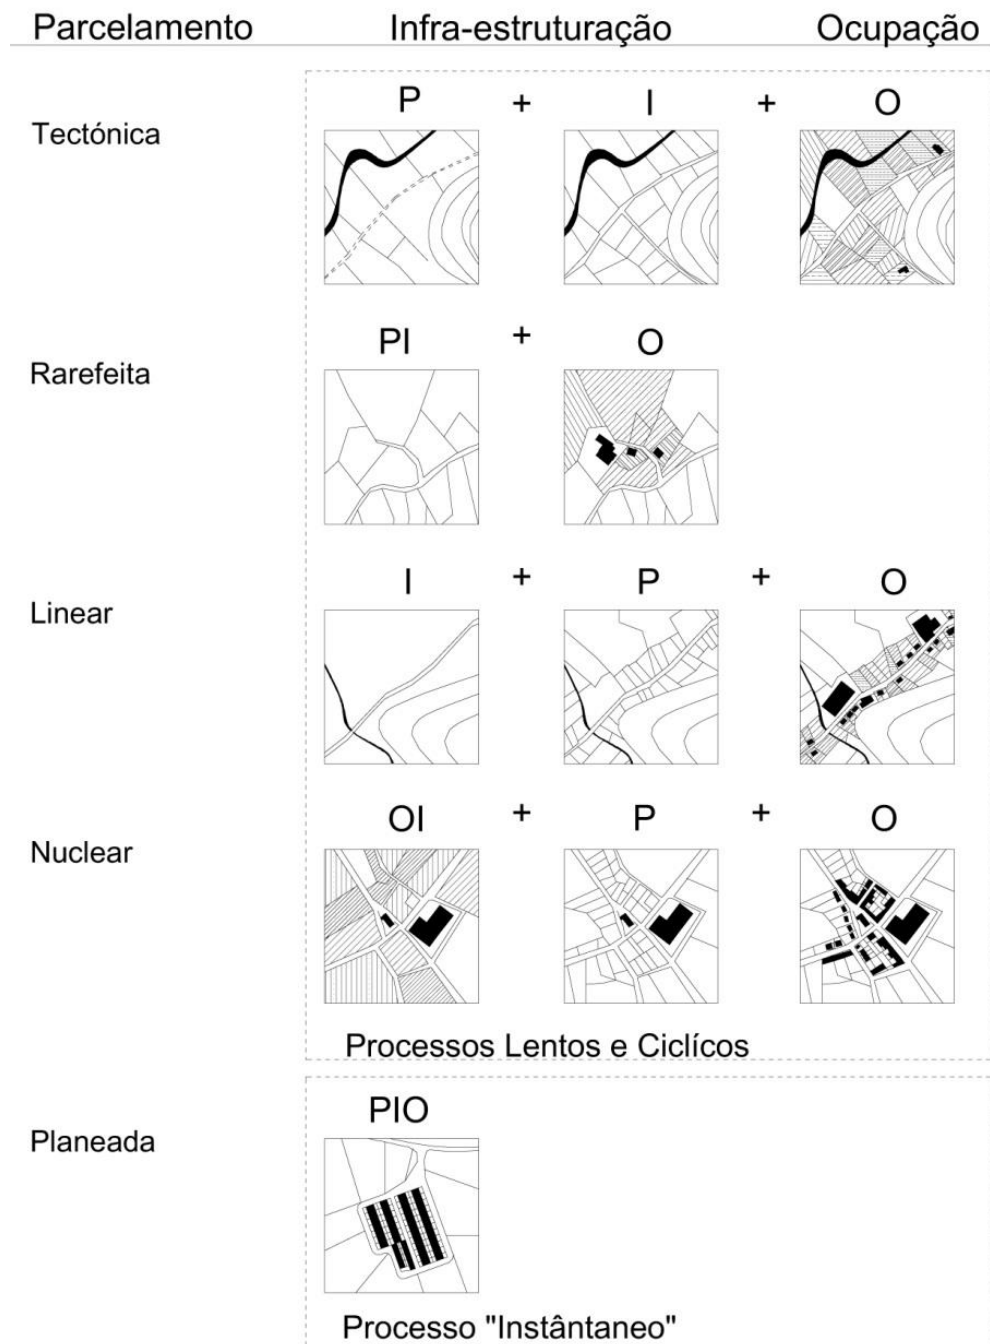 Parcelamento Infra-estruturação Ocupação
P + I + O
Tectónica
PI + O
Rarefeita
I + P + O
Linear
OI + P + O
Nuclear
Processos Lentos e Ciclícos
PIO
Planeada
Processo "Instântaneo"